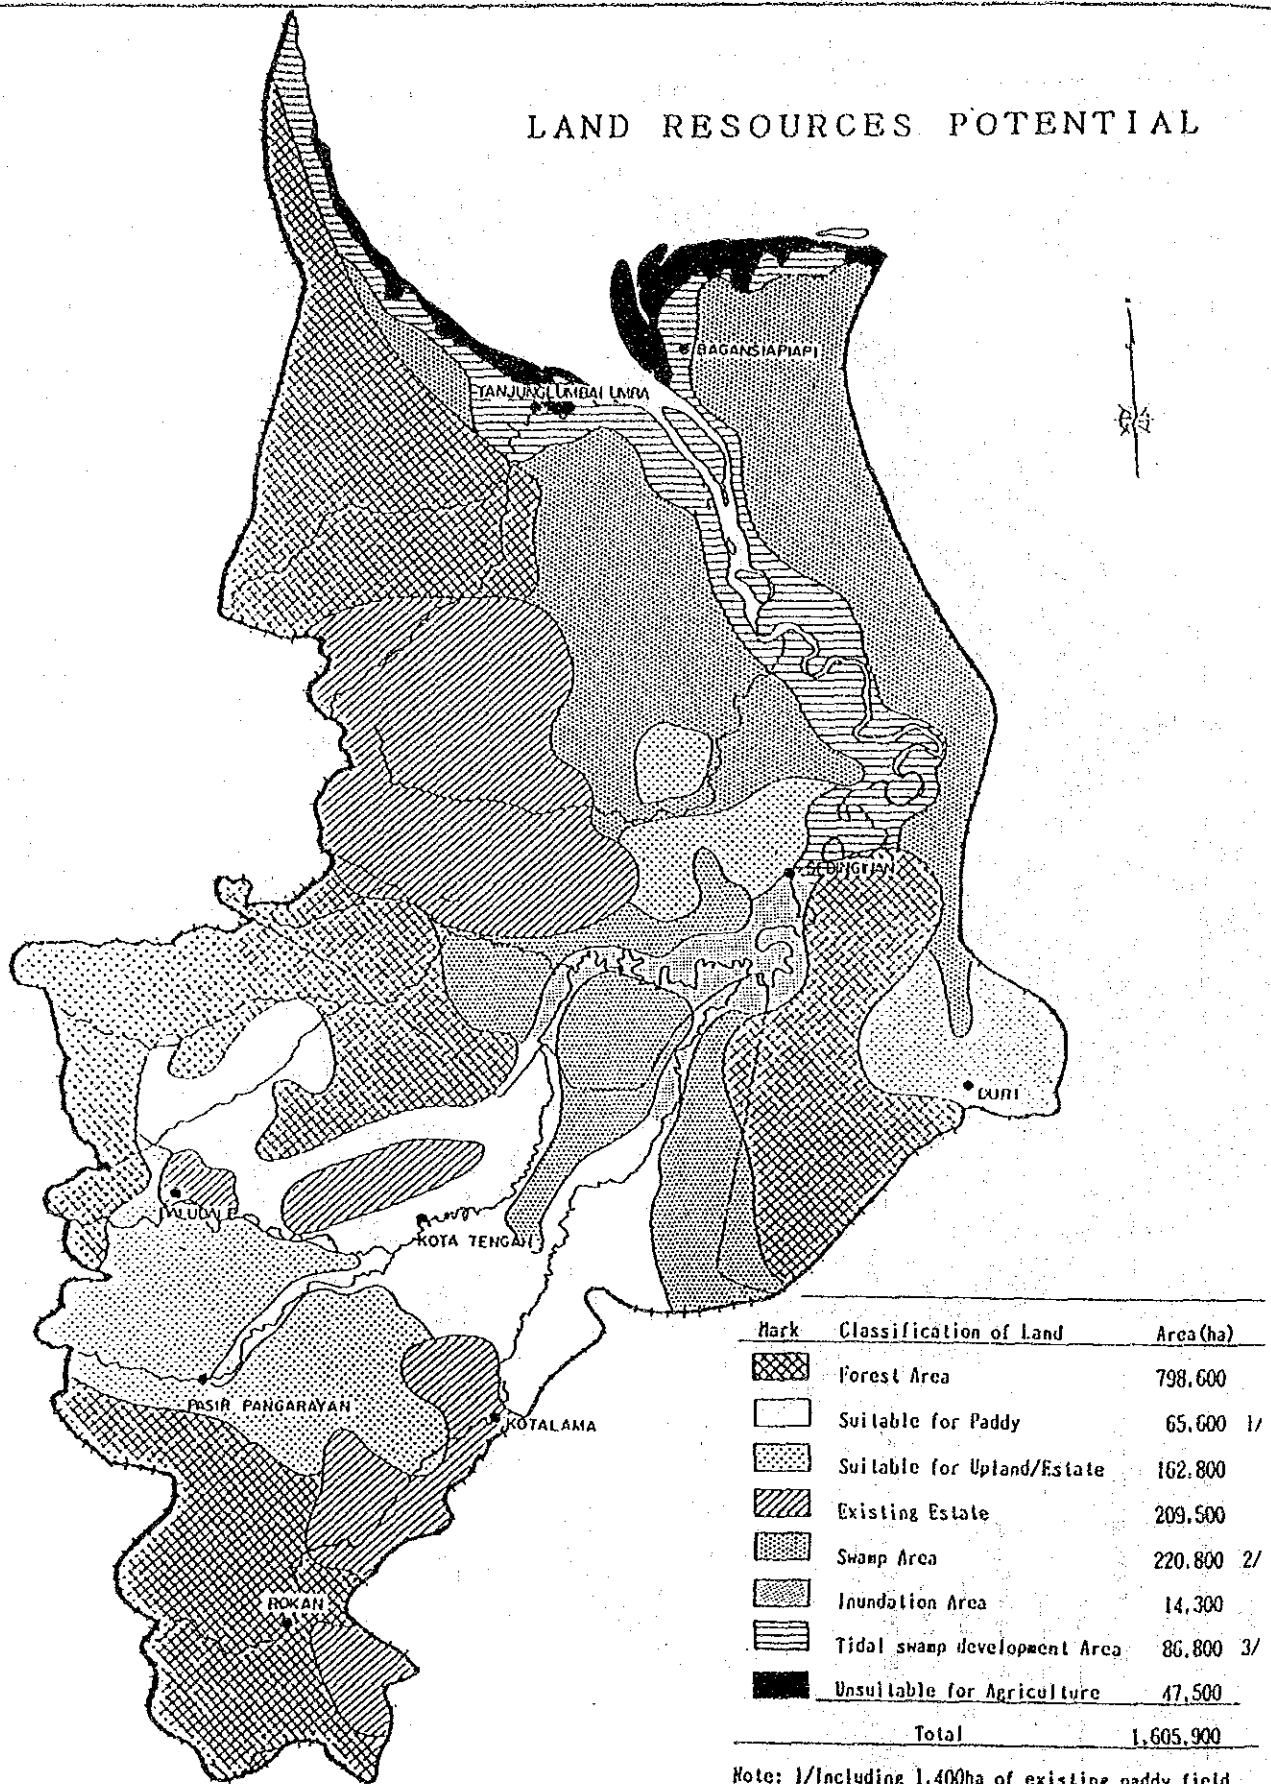 LAND RESOURCES POTENTIAL
BAGANSIAPIAPI
KOTA TENGAH
DURI
PASIR PANGARAYAN
KOTALAMA
ROKAN
Mark Classification of Land Area(ha)
Forest Area 798,600
Suitable for Paddy 65,600 1/
Suitable for Upland/Estate 162,800
Existing Estate 209,500
Swamp Area 220,800 2/
Inundation Area 14,300
Tidal swamp development Area 86,800 3/
Unsuitable for Agriculture 47,500
Total 1,605,900
Note: 1/Including 1,400ha of existing paddy field